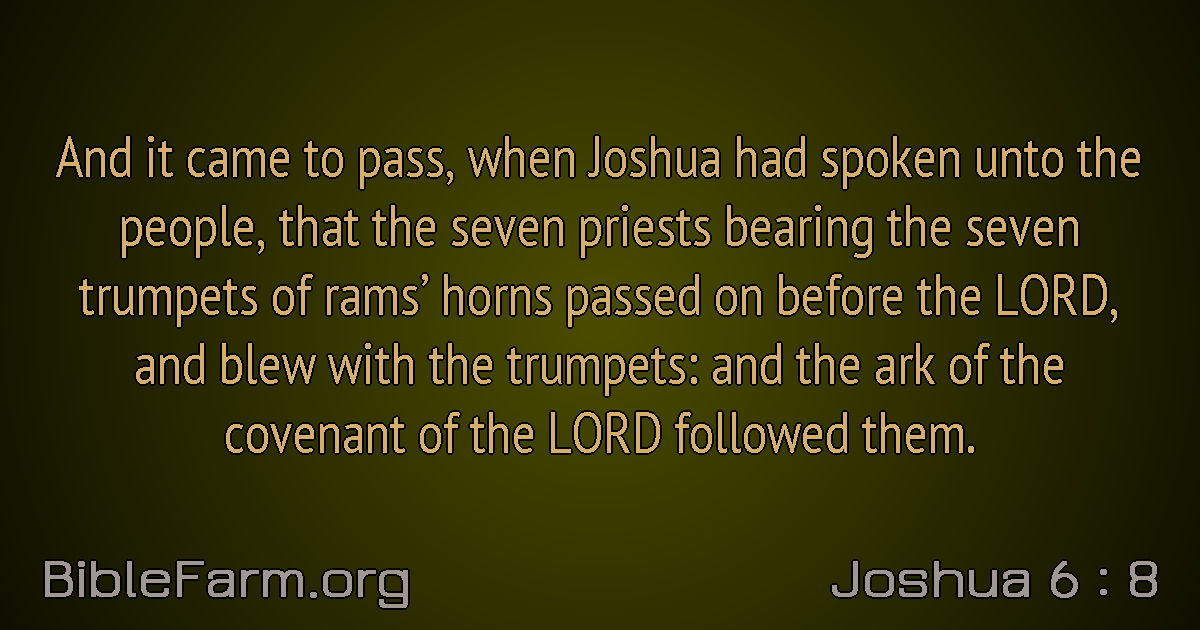 And it came to pass, when Joshua had spoken unto the
people, that the seven priests bearing the seven
trumpets of rams’ horns passed on before the LORD,
and blew with the trumpets: and the ark of the
covenant of the LORD followed them.
BibleFarm.org
Joshua 6 : 8